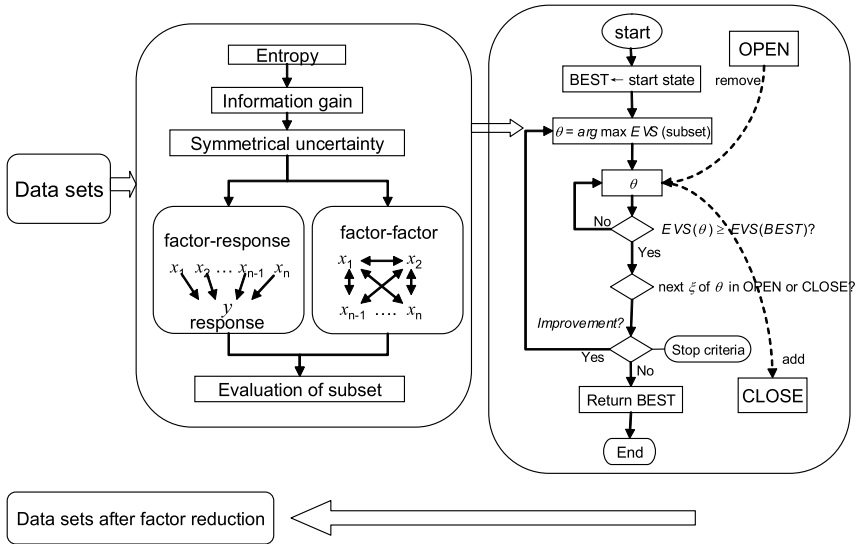 Data sets
Entropy
Information gain
Symmetrical uncertainty
factor-response
x1 x2 … xn-1 xn
y
response
factor-factor
x1 x2
xn-1 …. xn
Evaluation of subset
start
BEST← start state
θ = arg max EVS (subset)
θ
No
EVS(θ) ≥ EVS(BEST)?
Yes
next ξ of θ in OPEN or CLOSE?
Improvement?
Yes
Stop criteria
No
Return BEST
End
OPEN
remove
add
CLOSE
Data sets after factor reduction